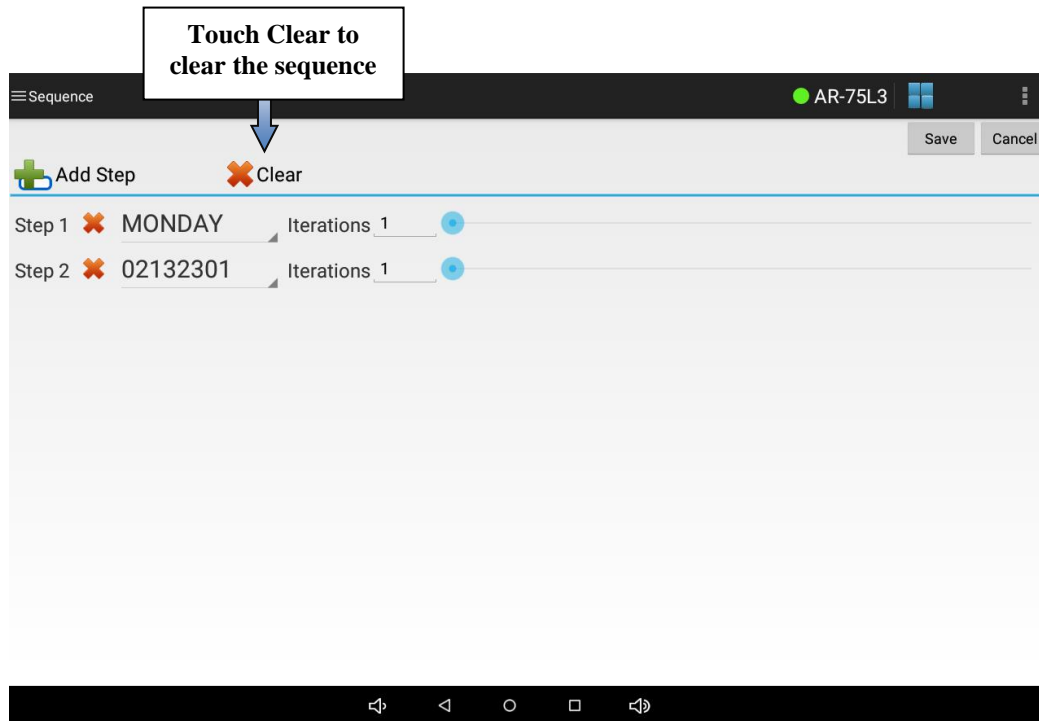 Touch Clear to
clear the sequence
Sequence AR-75L3
Save Cancel
Add Step Clear
Step 1 MONDAY Iterations 1
Step 2 02132301 Iterations 1